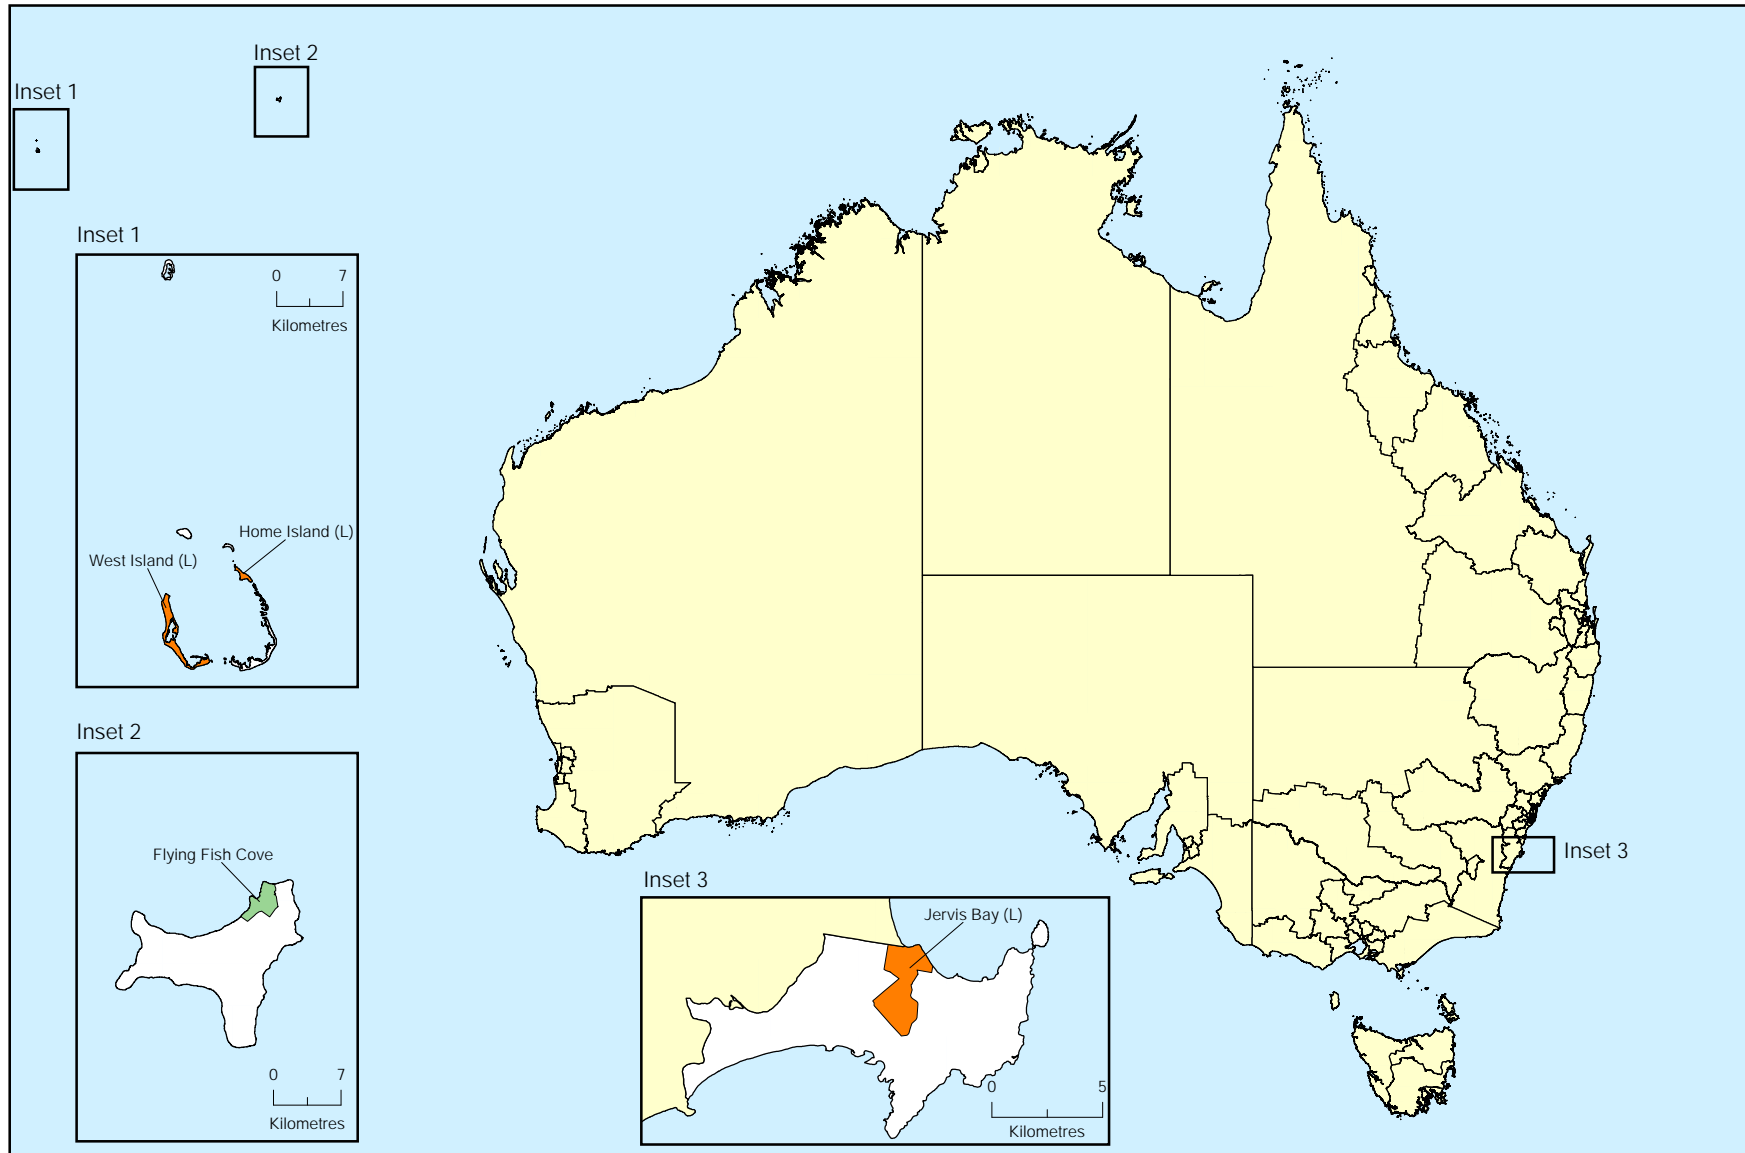 Inset 2
Inset 1
Inset 1
0 7
Kilometres
Home Island (L)
West Island (L)
Inset 2
Flying Fish Cove
0 7
Kilometres
Inset 3
Inset 3
Jervis Bay (L)
0 5
Kilometres